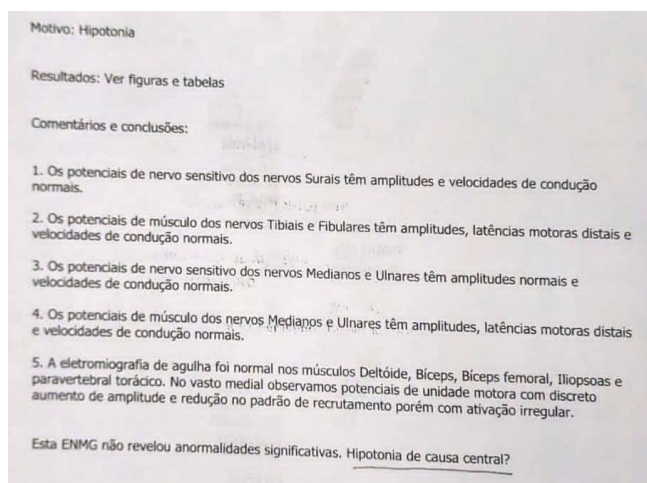 Motivo: Hipotonia
Resultados: Ver figuras e tabelas
Comentários e conclusões:
1. Os potenciais de nervo sensitivo dos nervos Surais têm amplitudes e velocidades de condução
normais.
2. Os potenciais de músculo dos nervos Tibiais e Fibulares têm amplitudes, latências motoras distais e
velocidades de condução normais.
3. Os potenciais de nervo sensitivo dos nervos Medianos e Ulnares têm amplitudes normais e
velocidades de condução normais.
4. Os potenciais de músculo dos nervos Medianos e Ulnares têm amplitudes, latências motoras distais
e velocidades de condução normais.
5. A eletromiografia de agulha foi normal nos músculos Deltóide, Bíceps, Bíceps femoral, Iliopsoas e
paravertebral torácico. No vasto medial observamos potenciais de unidade motora com discreto
aumento de amplitude e redução no padrão de recrutamento porém com ativação irregular.
Esta ENMG não revelou anormalidades significativas. Hipotonia de causa central?